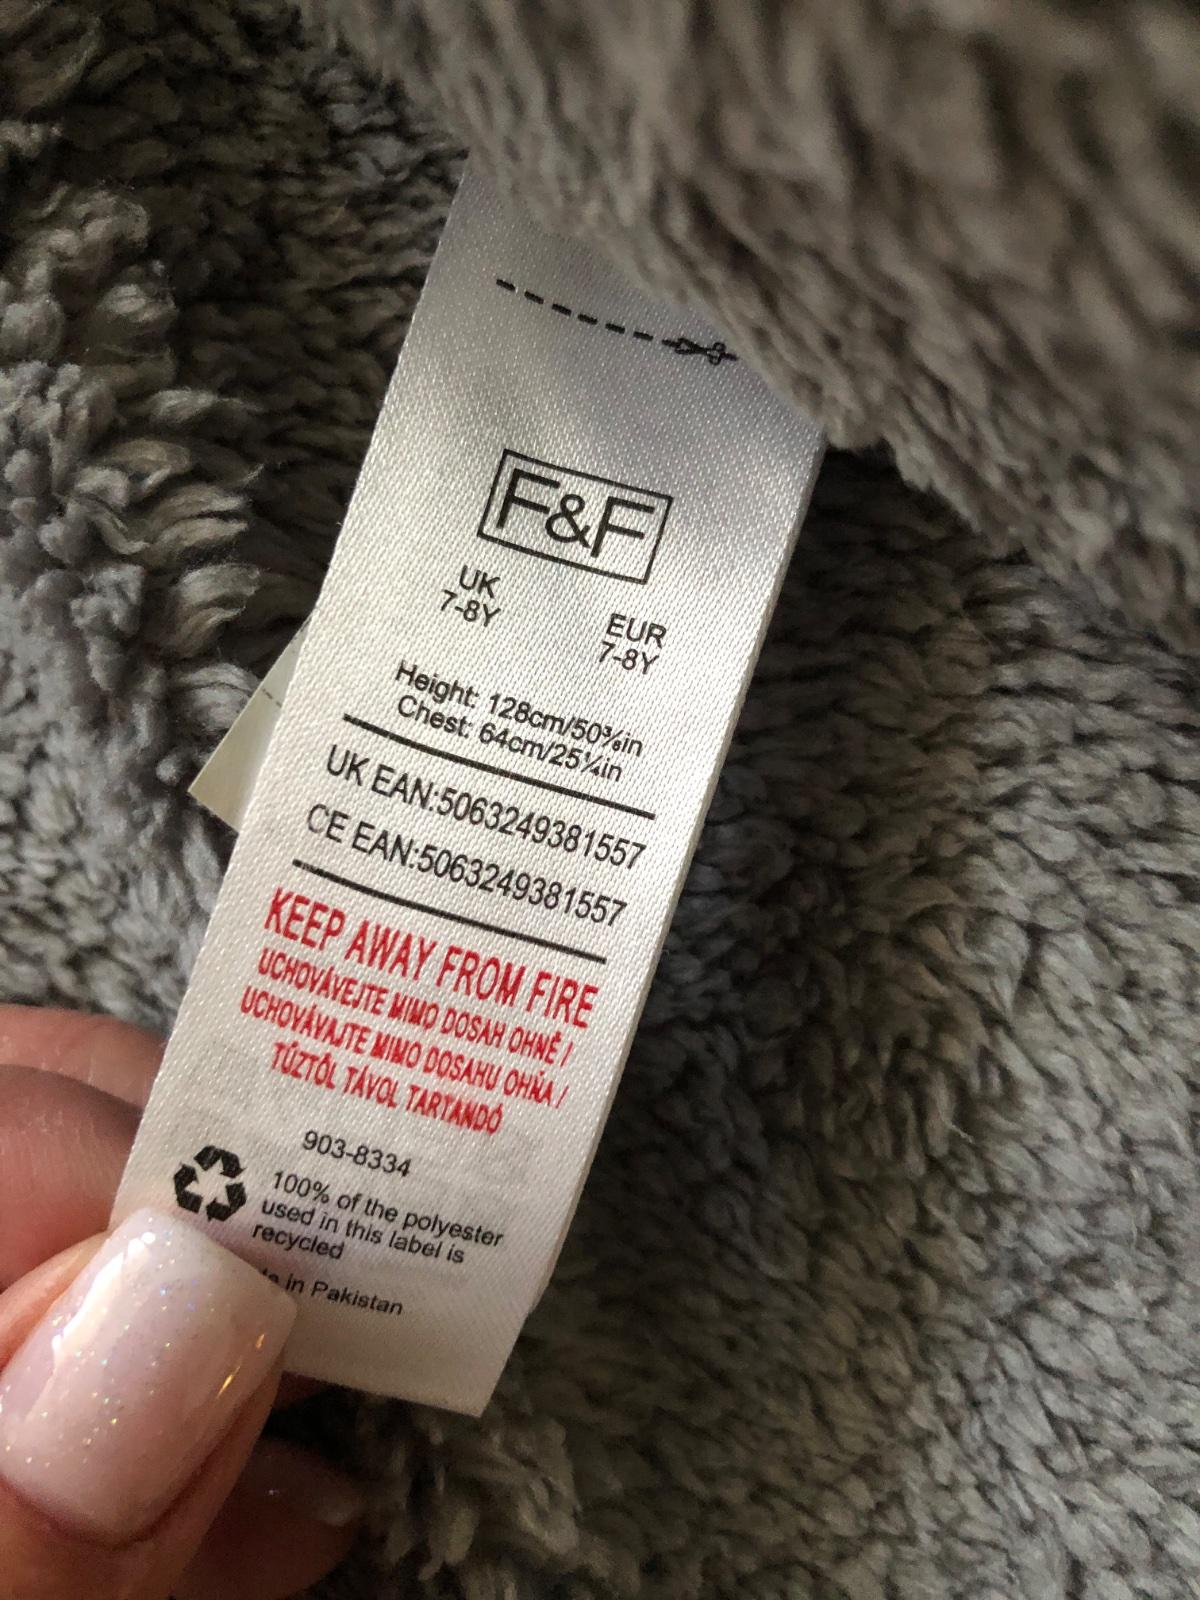 F&F
UK
7-8Y
EUR
7-8Y
Height: 128cm/50⅜in
Chest: 64cm/25¼in
UK EAN:5063249381557
CE EAN:5063249381557
KEEP AWAY FROM FIRE
UCHOVÁVEJTE MIMO DOSAH OHNĚ /
UCHOVÁVAJTE MIMO DOSAHU OHŇA /
TŰZTŐL TÁVOL TARTANDÓ
903-8334
100% of the polyester
used in this label is
recycled
in Pakistan